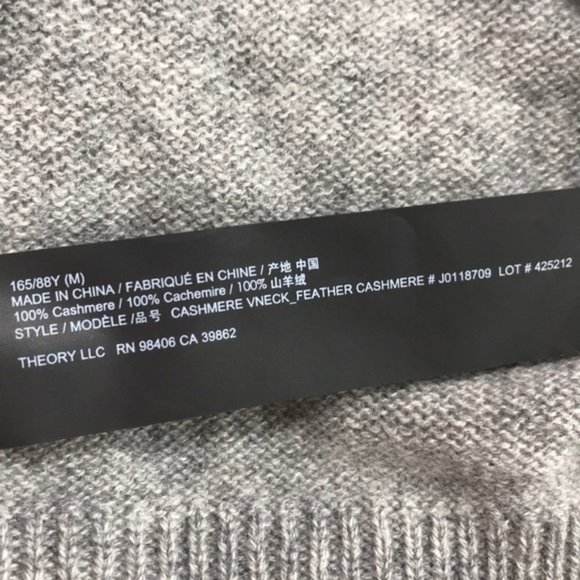 165/88Y (M)
MADE IN CHINA / FABRIQUÉ EN CHINE / 产地 中国
100% Cashmere / 100% Cachemire / 100% 山羊绒
STYLE / MODÈLE / 品号 CASHMERE VNECK_FEATHER CASHMERE # J0118709 LOT # 425212
THEORY LLC RN 98406 CA 39862